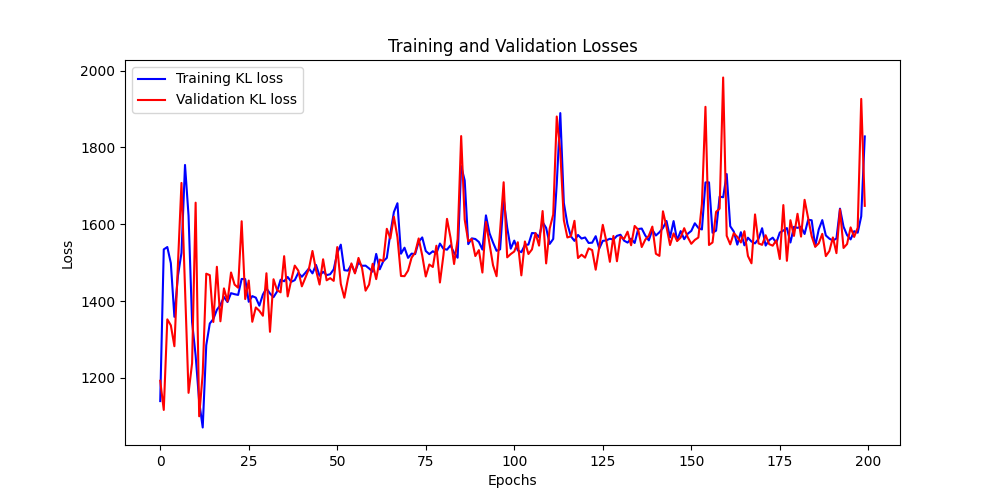 Training and Validation Losses
Training KL loss
Validation KL loss
2000
1800
1600
1400
1200
Loss
0
25
50
75
100
125
150
175
200
Epochs